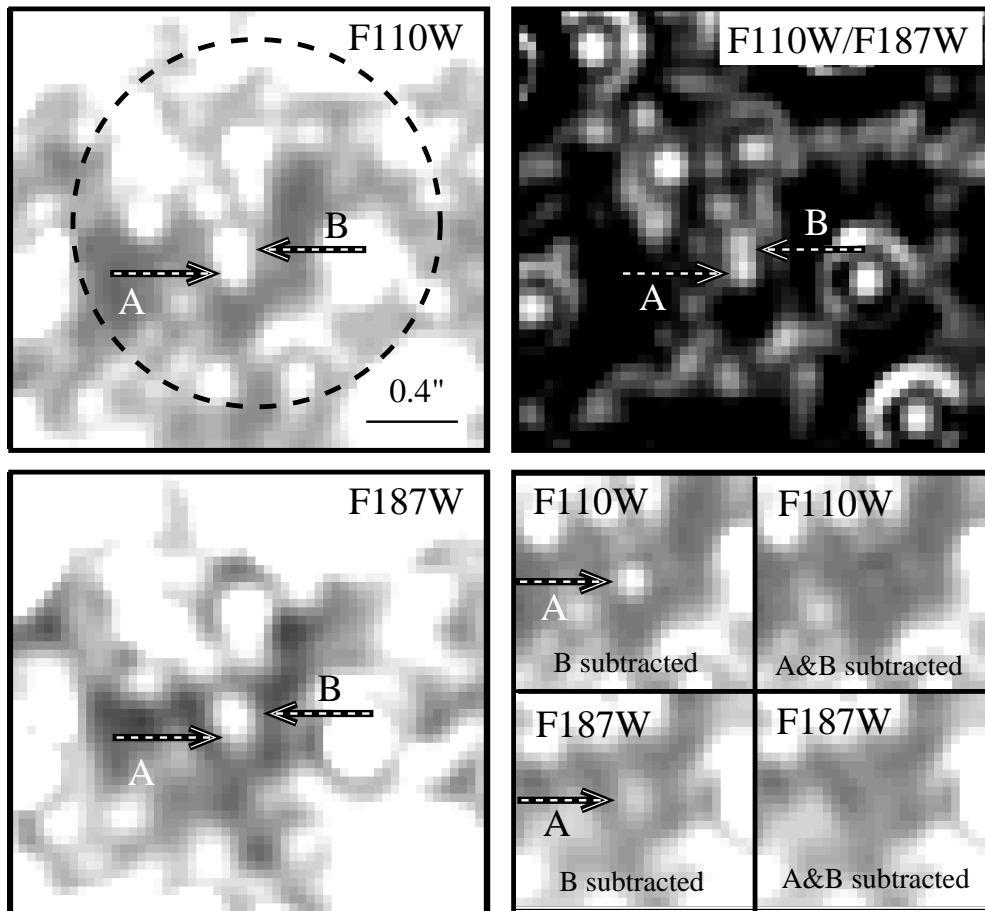 F110W
B
A
0.4"
F110W/F187W
B
A
F187W
B
A
F110W
F110W
A
B subtracted
A&B subtracted
F187W
F187W
A
B subtracted
A&B subtracted